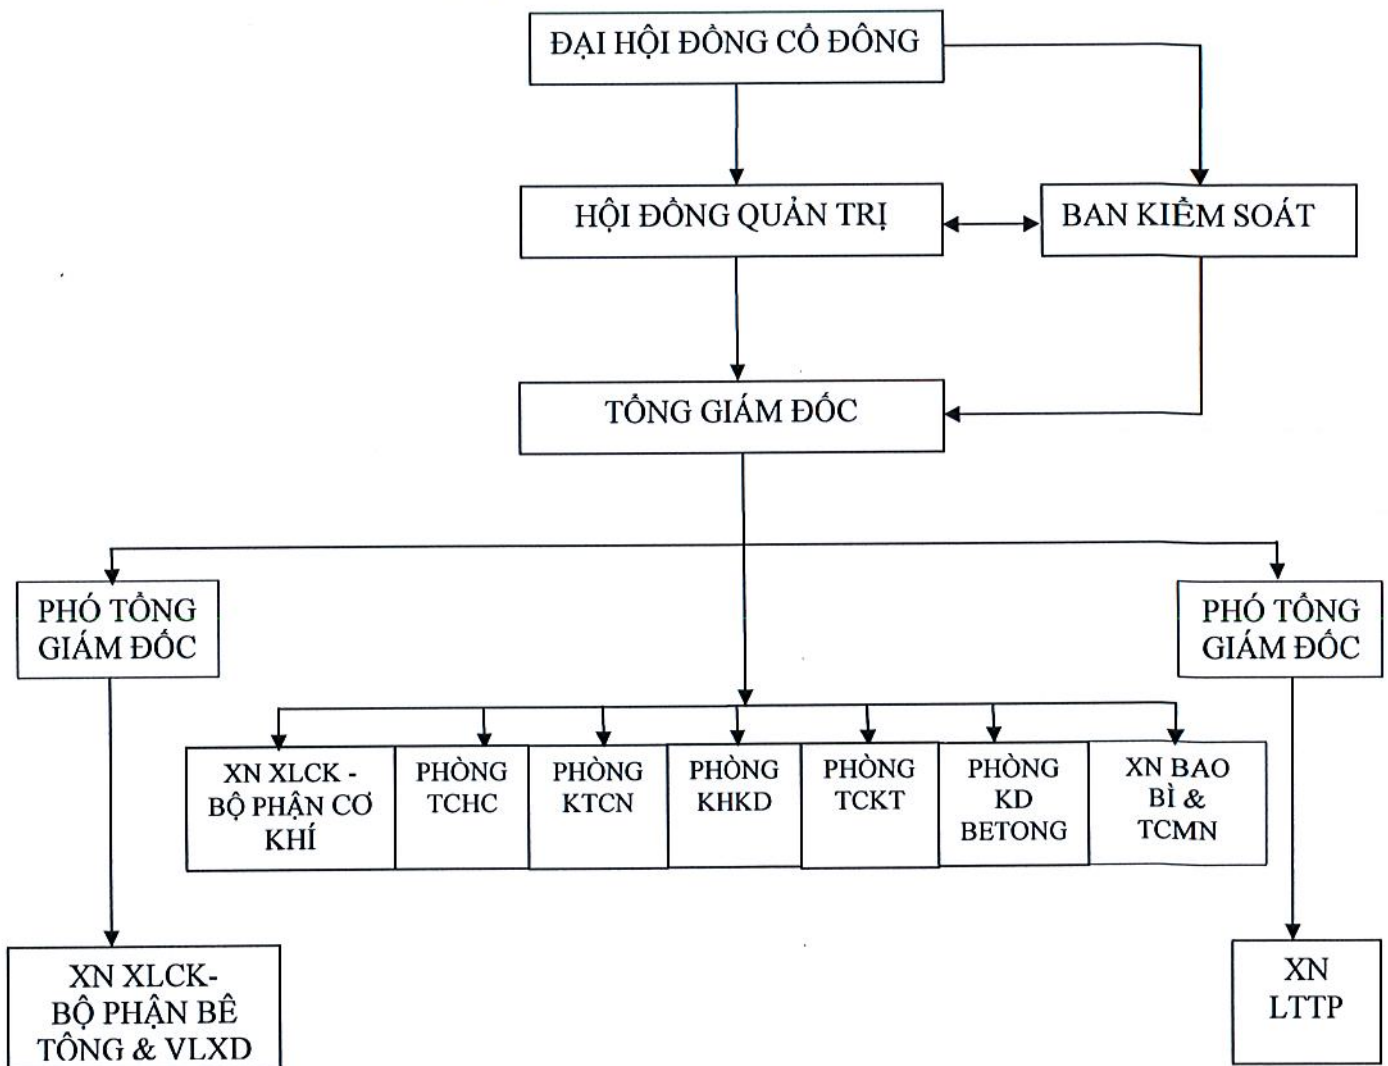 ĐẠI HỘI ĐỒNG CỔ ĐÔNG
HỘI ĐỒNG QUẢN TRỊ
BAN KIỂM SOÁT
TỔNG GIÁM ĐỐC
PHÓ TỔNG
GIÁM ĐỐC
PHÓ TỔNG
GIÁM ĐỐC
XN XLCK -
BỘ PHẬN CƠ
KHÍ
PHÒNG
TCHC
PHÒNG
KTCN
PHÒNG
KHKD
PHÒNG
TCKT
PHÒNG
KD
BETONG
XN BAO
BÌ &
TCMN
XN XLCK-
BỘ PHẬN BÊ
TÔNG & VLXD
XN
LTTP